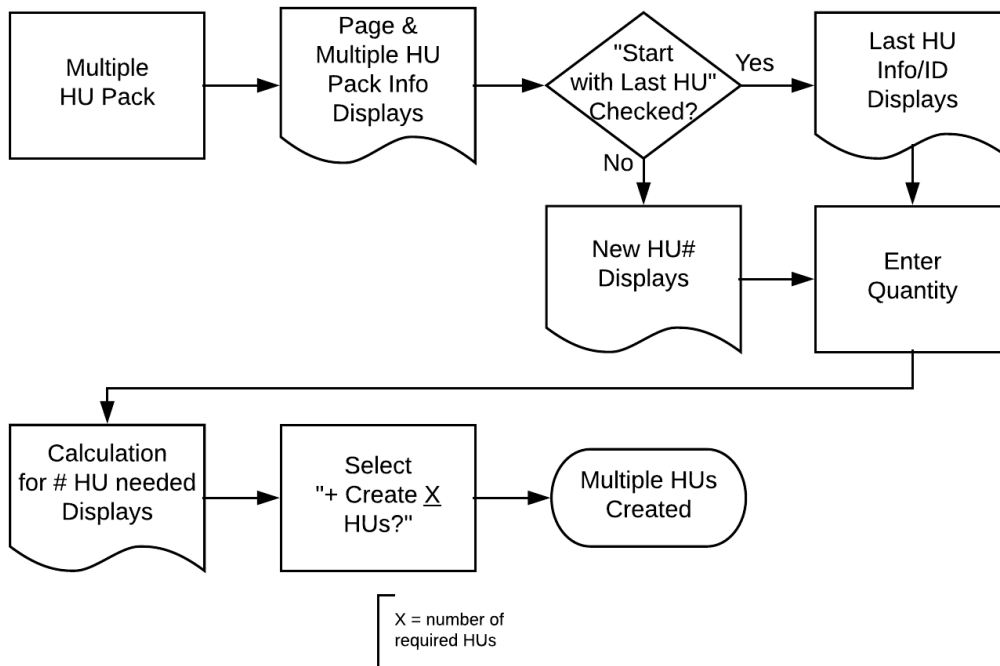 Multiple
HU Pack
Page &
Multiple HU
Pack Info
Displays
"Start
with Last HU"
Checked?
Yes
Last HU
Info/ID
Displays
No
New HU#
Displays
Enter
Quantity
Calculation
for # HU needed
Displays
Select
"+ Create X
HUs?"
Multiple HUs
Created
X = number of
required HUs